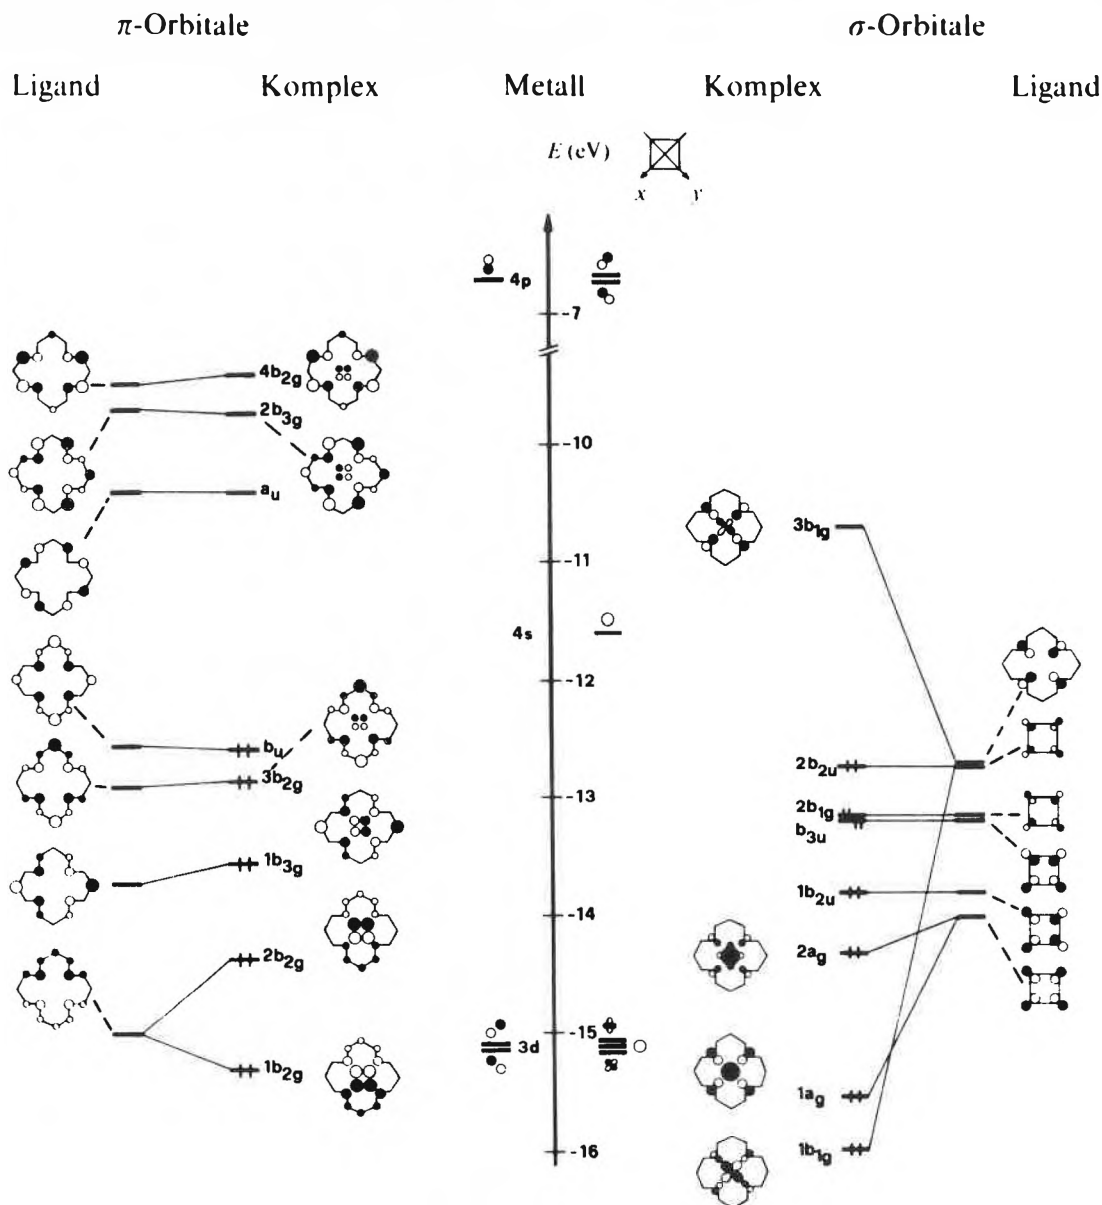 π-Orbitale σ-Orbitale
Ligand Komplex Metall Komplex Ligand
E (eV)
x y
4p
-7
4b2g
2b3g
-10
au
3b1g
-11
4s
-12
bu
2b2u
3b2g
-13
2b1g
b3u
1b3g
1b2u
-14
2b2g
2ag
-15
3d
1b2g
1ag
-16
1b1g